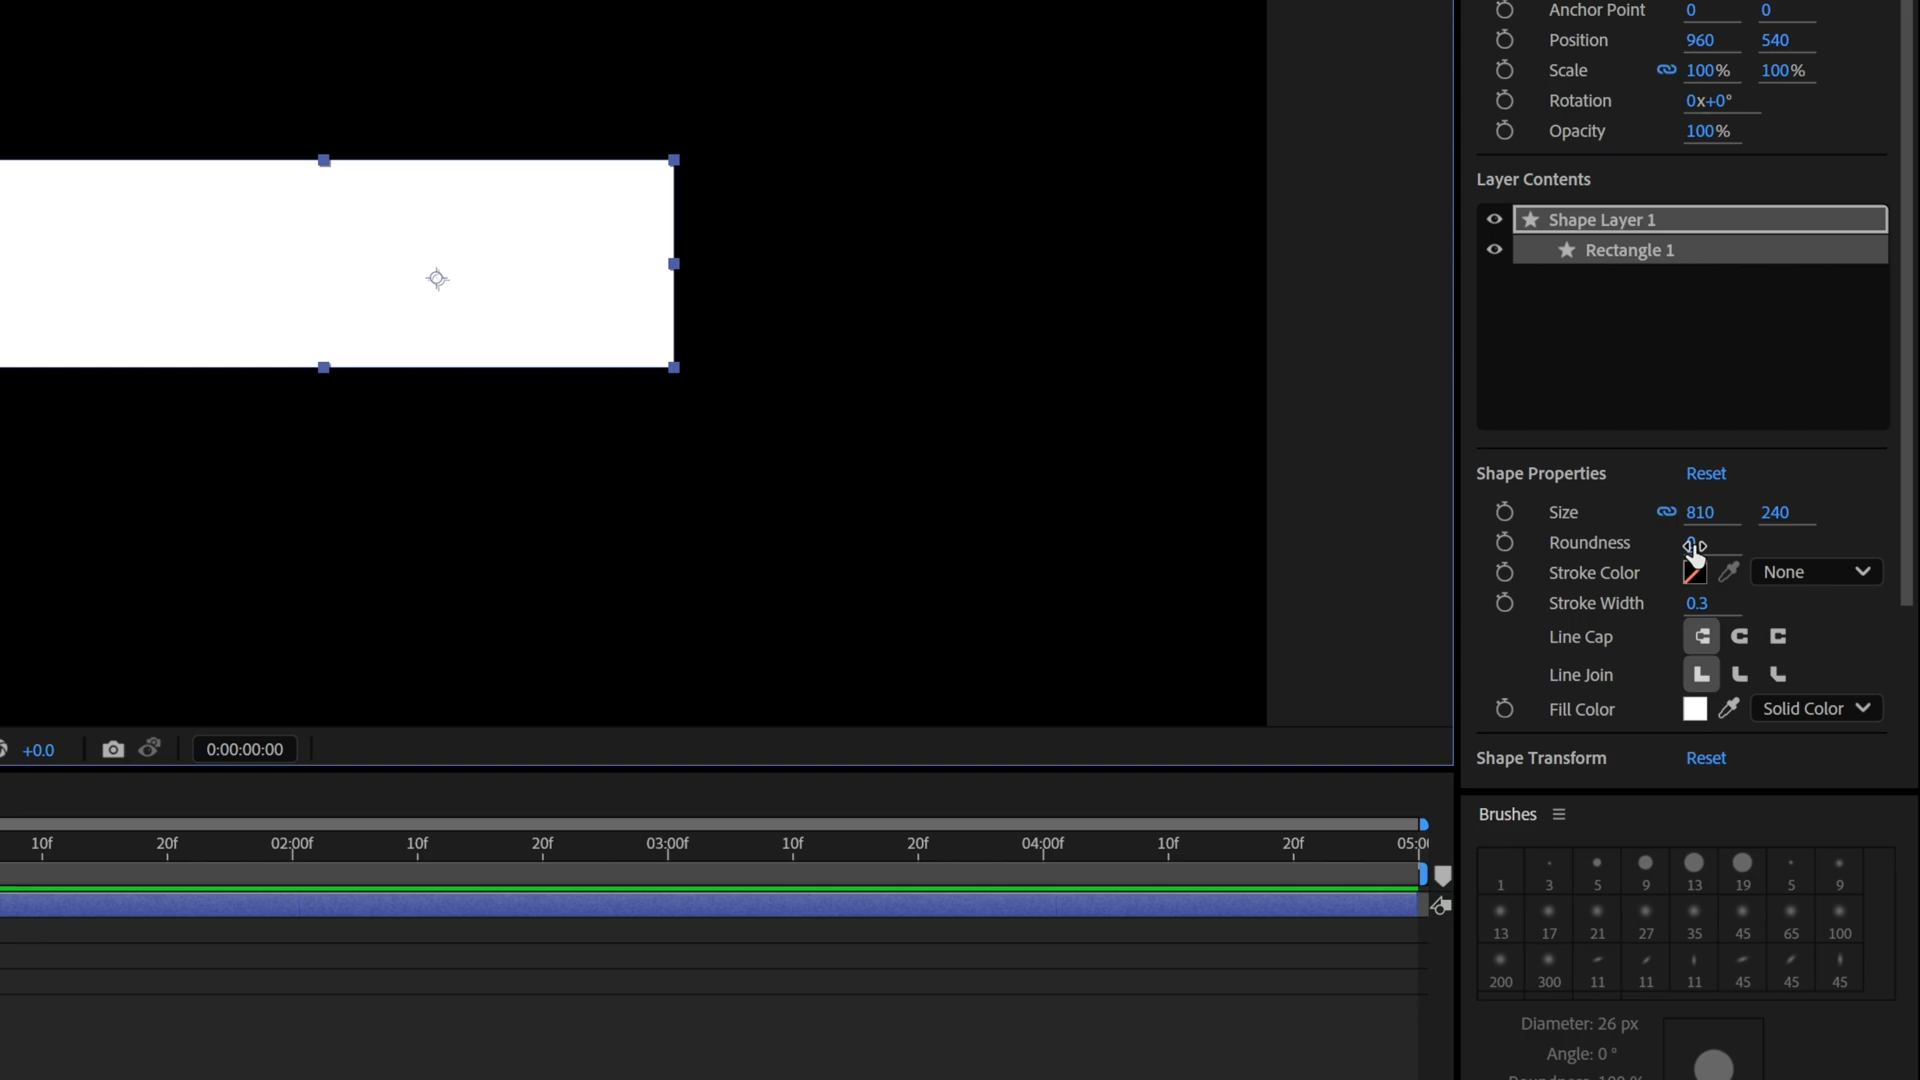 Anchor Point 0 0
Position 960 540
Scale 100% 100%
Rotation 0x+0°
Opacity 100%
Layer Contents
Shape Layer 1
Rectangle 1
Shape Properties Reset
Size 810 240
Roundness
Stroke Color None
Stroke Width 0.3
Line Cap
Line Join
Fill Color Solid Color
Shape Transform Reset
+0.0 0:00:00:00
10f 20f 02:00f 10f 20f 03:00f 10f 20f 04:00f 10f 20f
Brushes
1 3 5 9 13 19 5 9
13 17 21 27 35 45 65 100
200 300 11 11 11 45 45 45
Diameter: 26 px
Angle: 0 °